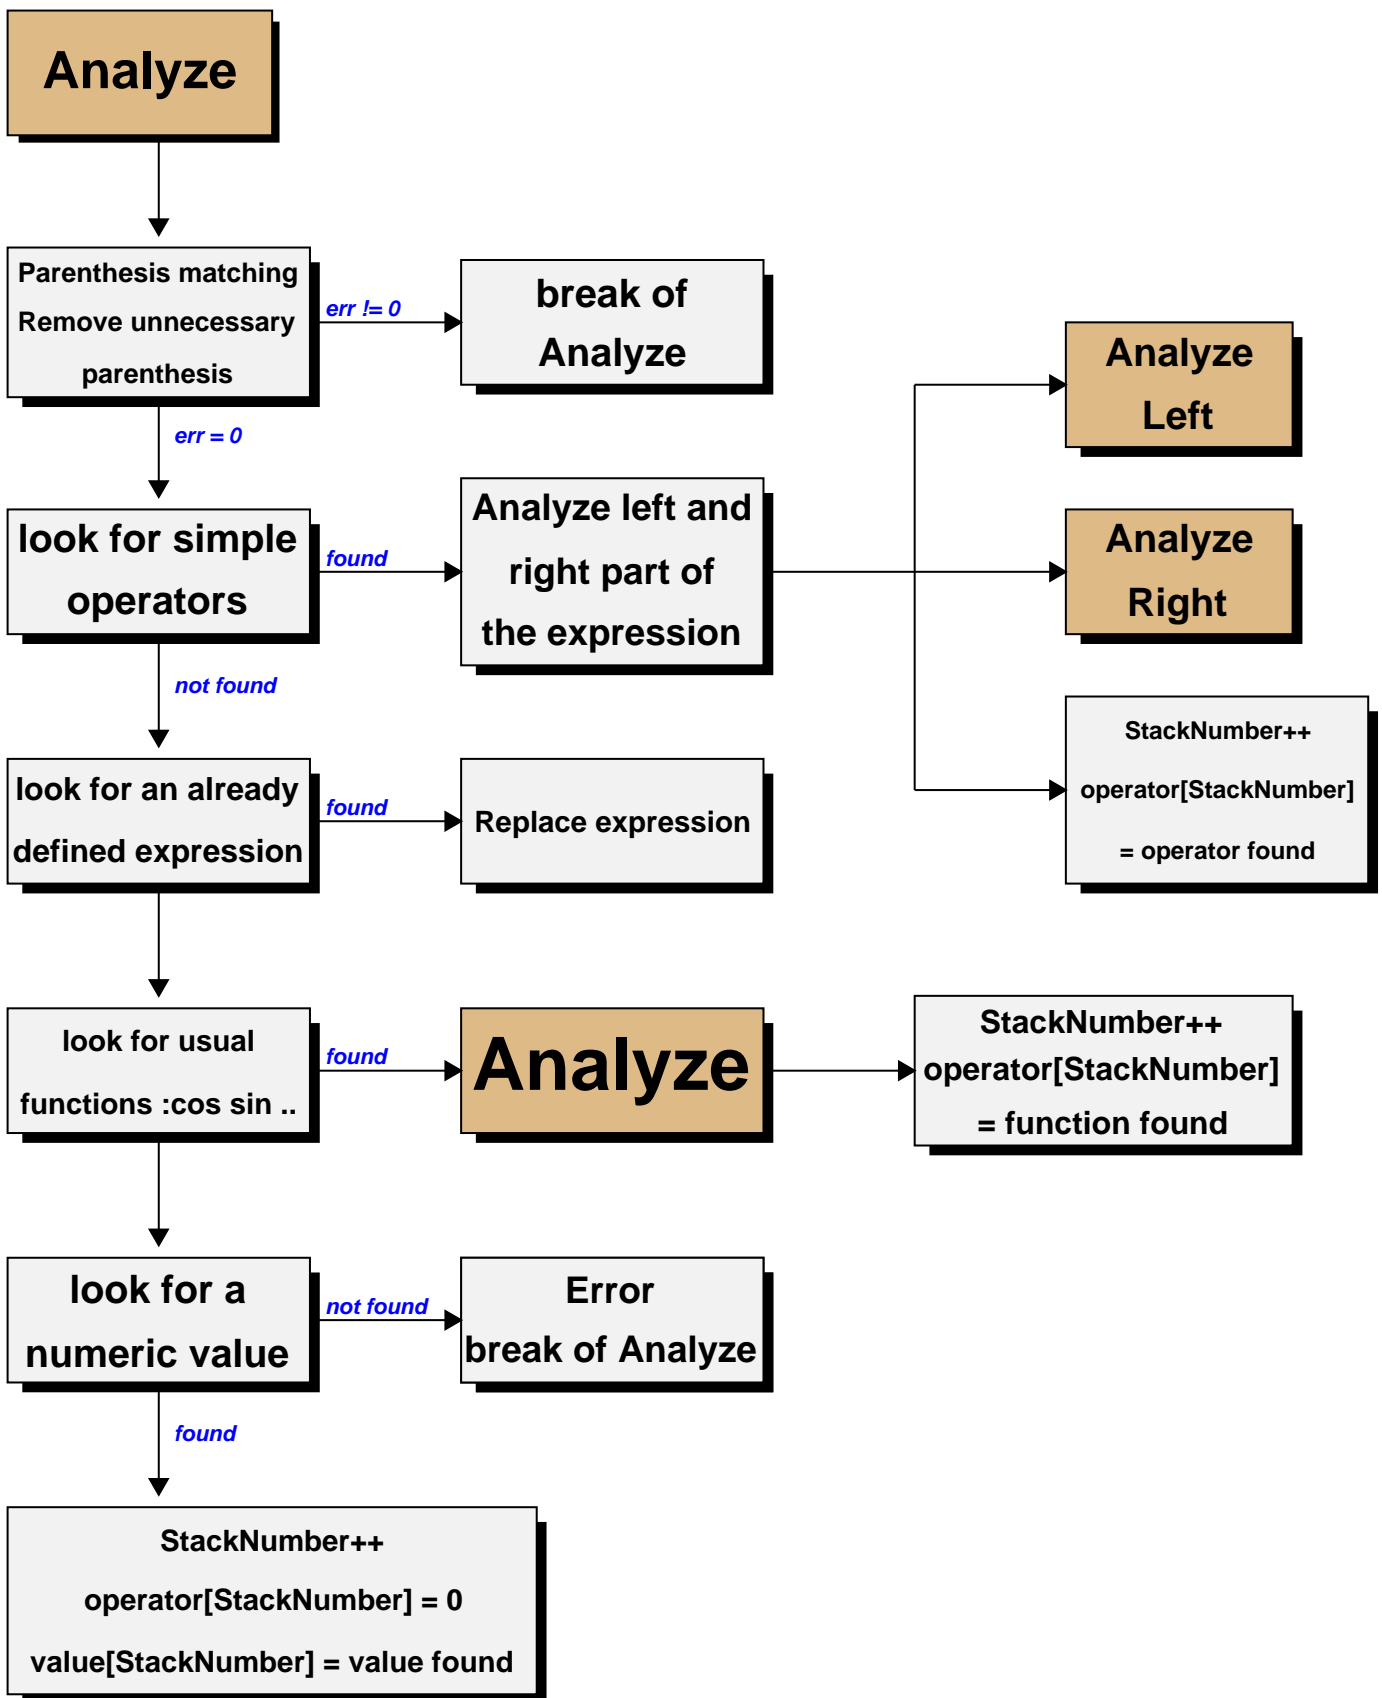 Analyze
Parenthesis matching
Remove unnecessary
parenthesis
err != 0
break of
Analyze
err = 0
Analyze
Left
look for simple
operators
found
Analyze left and
right part of
the expression
Analyze
Right
not found
StackNumber++
operator[StackNumber]
= operator found
look for an already
defined expression
found
Replace expression
look for usual
functions :cos sin ..
found
Analyze
StackNumber++
operator[StackNumber]
= function found
look for a
numeric value
not found
Error
break of Analyze
found
StackNumber++
operator[StackNumber] = 0
value[StackNumber] = value found